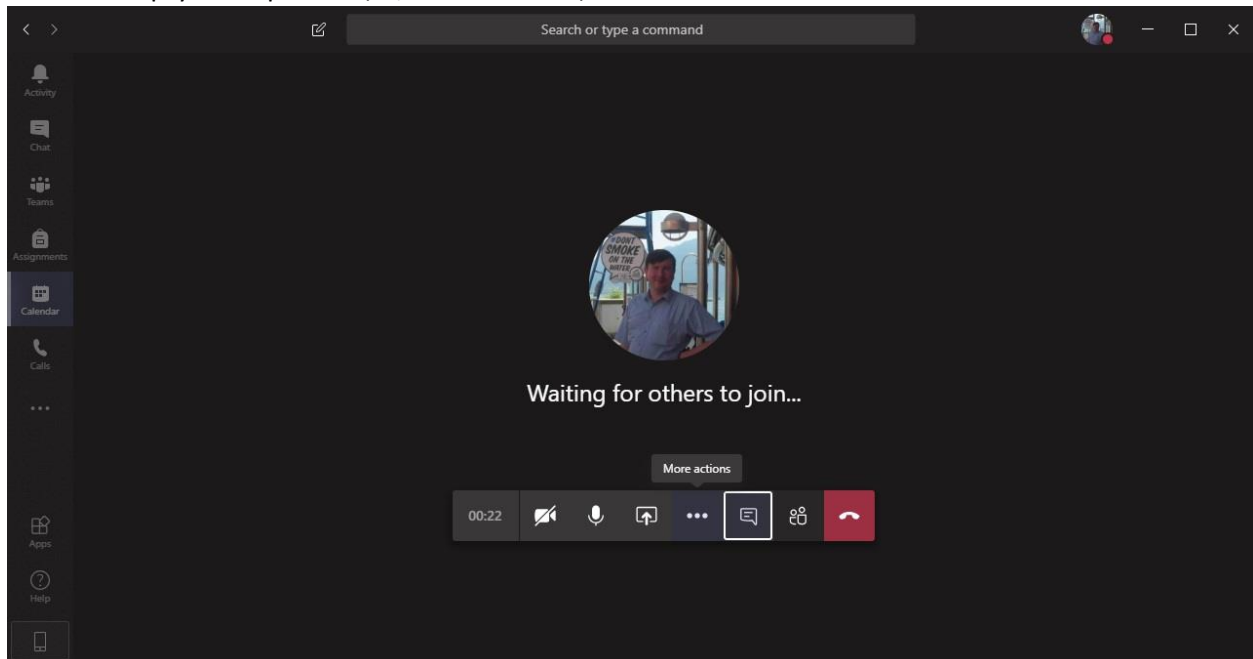 Search or type a command
Activity
Chat
Teams
Assignments
Calendar
Calls
Apps
Help
DON'T
SMOKE
ON THE
WATER
Waiting for others to join...
More actions
00:22